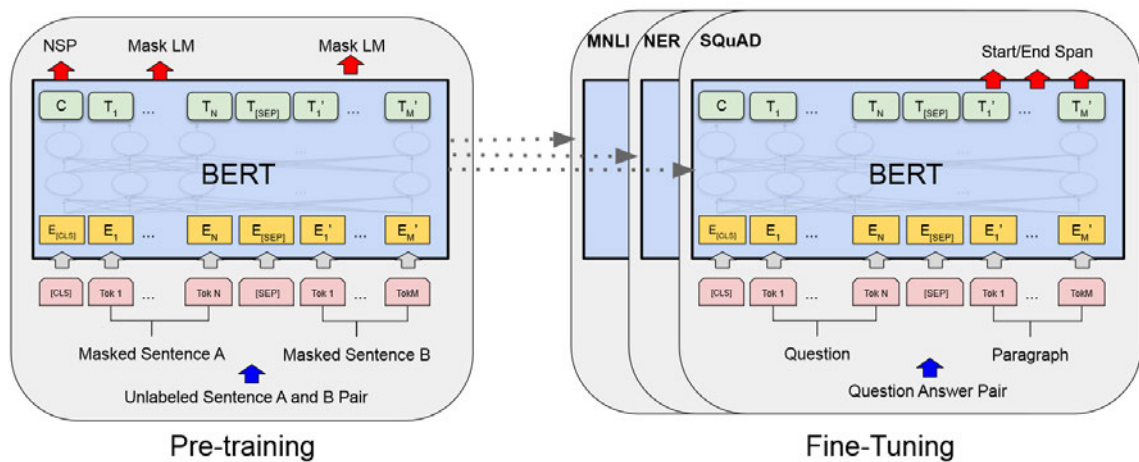 NSP Mask LM Mask LM
C T1 ... TN T[SEP] T1' ... TM'
BERT
E[CLS] E1 ... EN E[SEP] E1' ... EM'
[CLS] Tok 1 ... Tok N [SEP] Tok 1 ... TokM
Masked Sentence A Masked Sentence B
Unlabeled Sentence A and B Pair
Pre-training
MNLI NER SQuAD
Start/End Span
C T1 ... TN T[SEP] T1' ... TM'
BERT
E[CLS] E1 ... EN E[SEP] E1' ... EM'
[CLS] Tok 1 ... Tok N [SEP] Tok 1 ... TokM
Question Paragraph
Question Answer Pair
Fine-Tuning